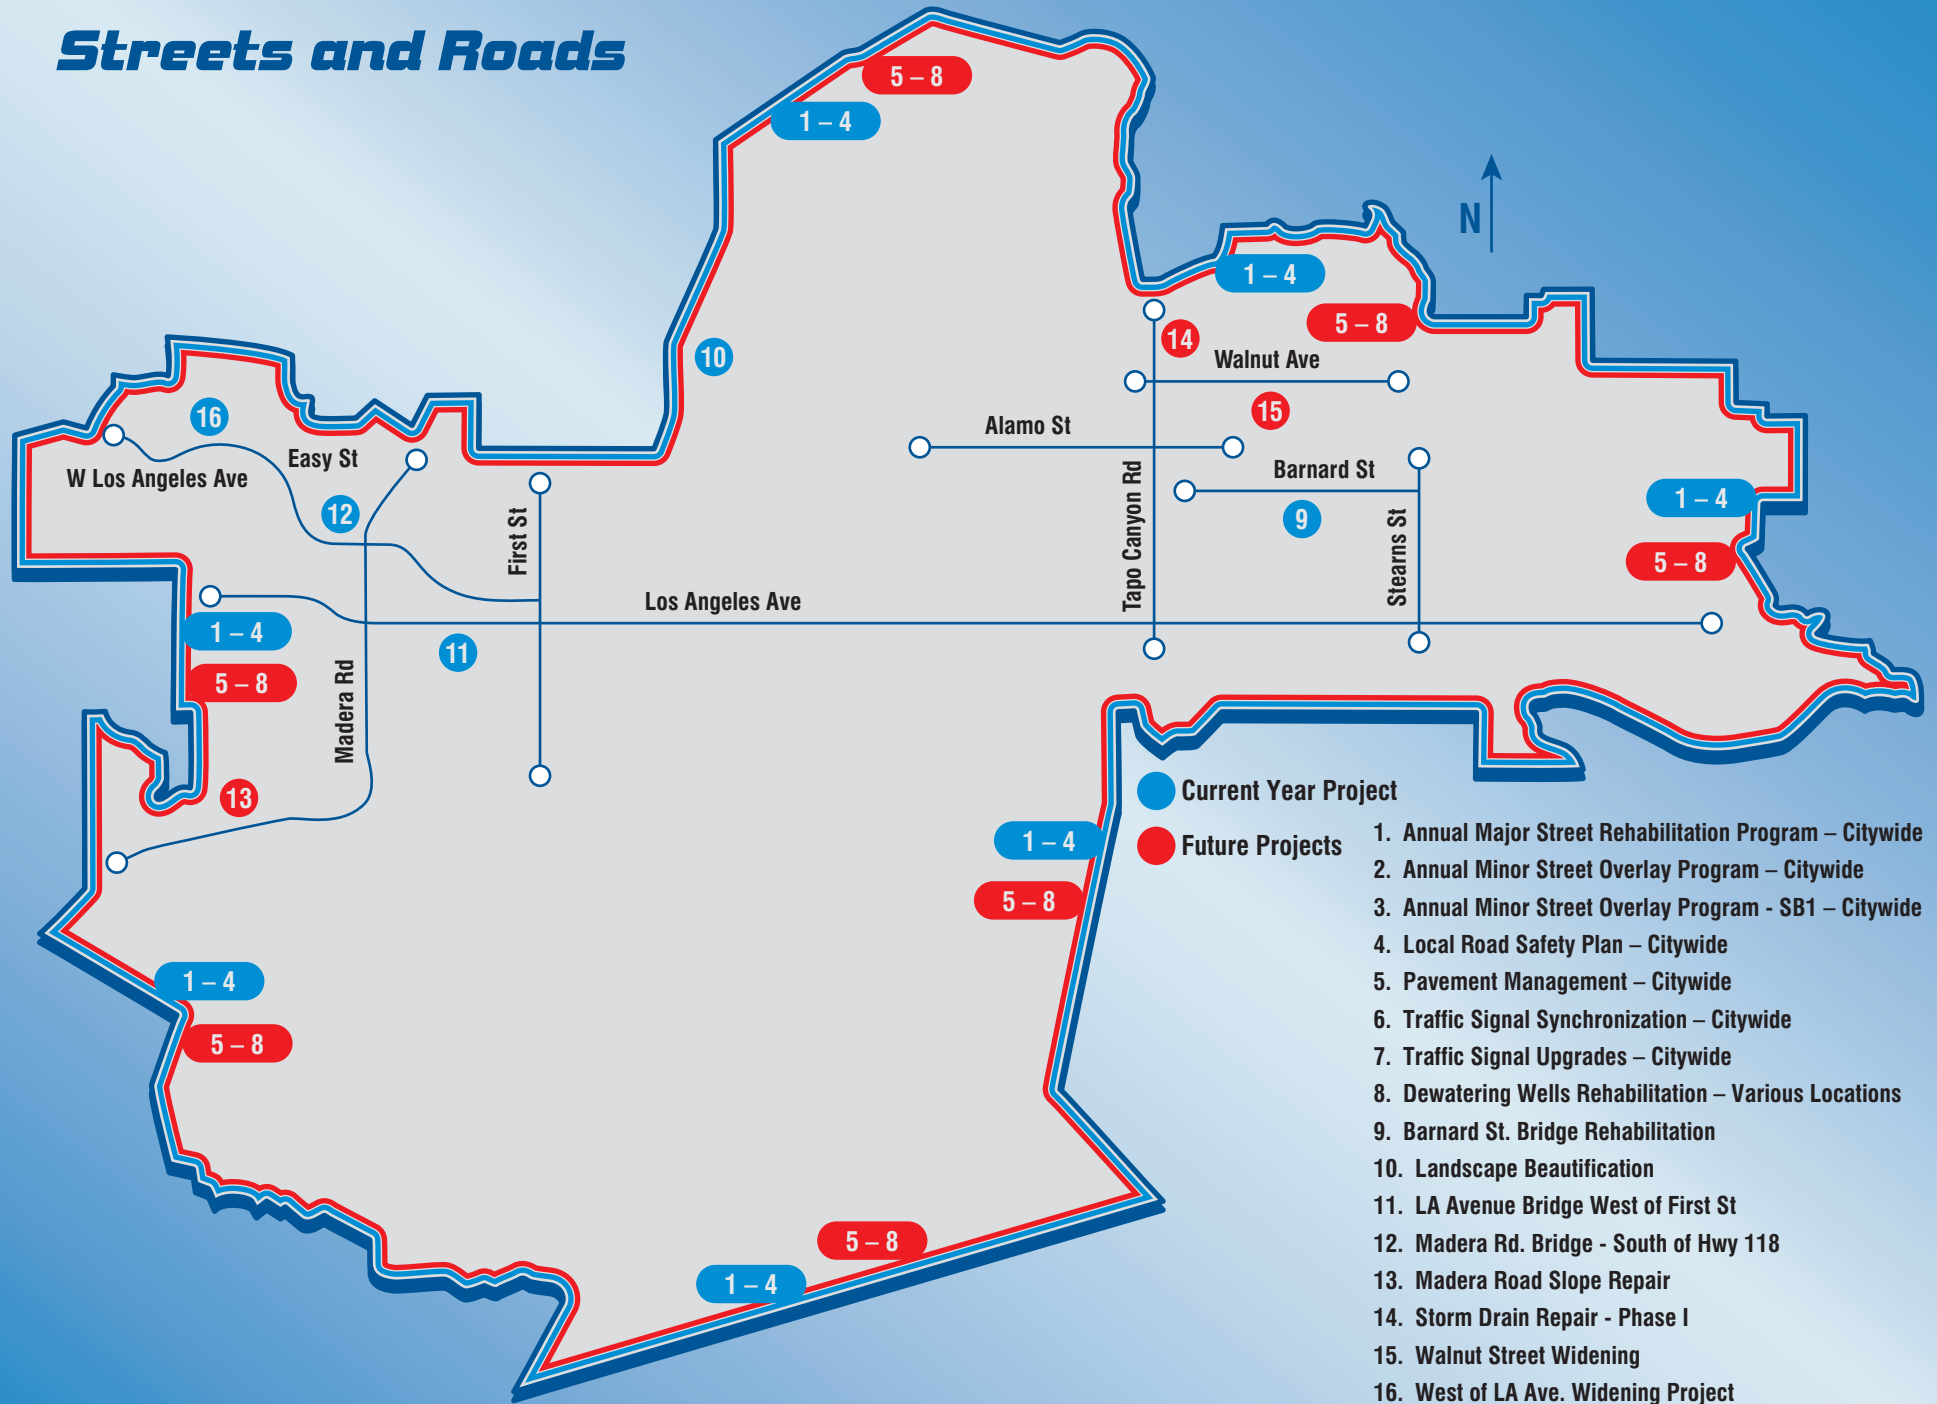 Streets and Roads
5 – 8
1 – 4
N
1 – 4
5 – 8
14
10
Walnut Ave
15
16
Alamo St
Easy St
W Los Angeles Ave
Barnard St
12
9
First St
Tapo Canyon Rd
Stearns St
1 – 4
5 – 8
Los Angeles Ave
1 – 4
11
5 – 8
Madera Rd
13
Current Year Project
Future Projects
1 – 4
5 – 8
1 – 4
5 – 8
5 – 8
1 – 4
1. Annual Major Street Rehabilitation Program – Citywide
2. Annual Minor Street Overlay Program – Citywide
3. Annual Minor Street Overlay Program - SB1 – Citywide
4. Local Road Safety Plan – Citywide
5. Pavement Management – Citywide
6. Traffic Signal Synchronization – Citywide
7. Traffic Signal Upgrades – Citywide
8. Dewatering Wells Rehabilitation – Various Locations
9. Barnard St. Bridge Rehabilitation
10. Landscape Beautification
11. LA Avenue Bridge West of First St
12. Madera Rd. Bridge - South of Hwy 118
13. Madera Road Slope Repair
14. Storm Drain Repair - Phase I
15. Walnut Street Widening
16. West of LA Ave. Widening Project